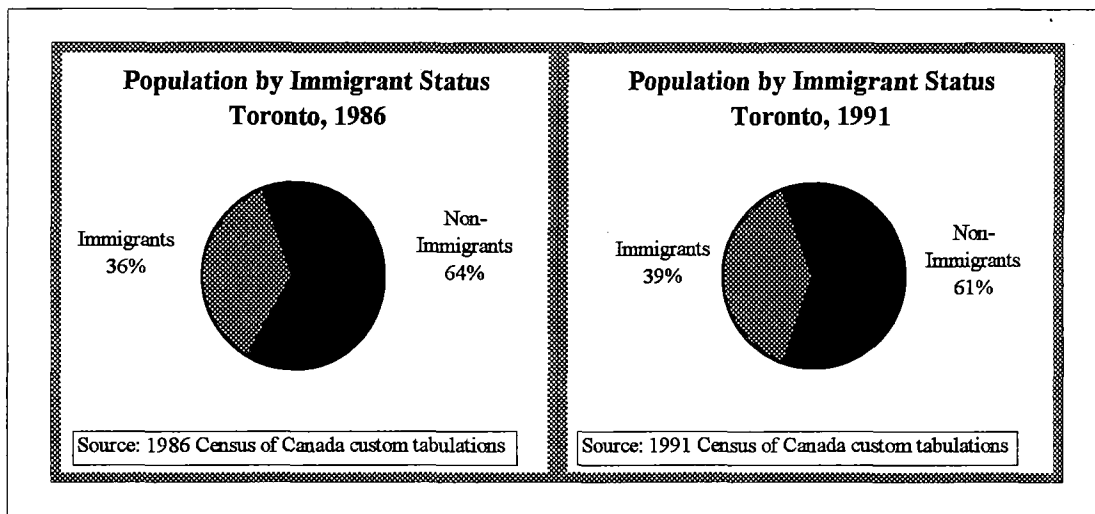 Population by Immigrant Status
Toronto, 1986
Immigrants
36%
Non-
Immigrants
64%
Source: 1986 Census of Canada custom tabulations
Population by Immigrant Status
Toronto, 1991
Immigrants
39%
Non-
Immigrants
61%
Source: 1991 Census of Canada custom tabulations